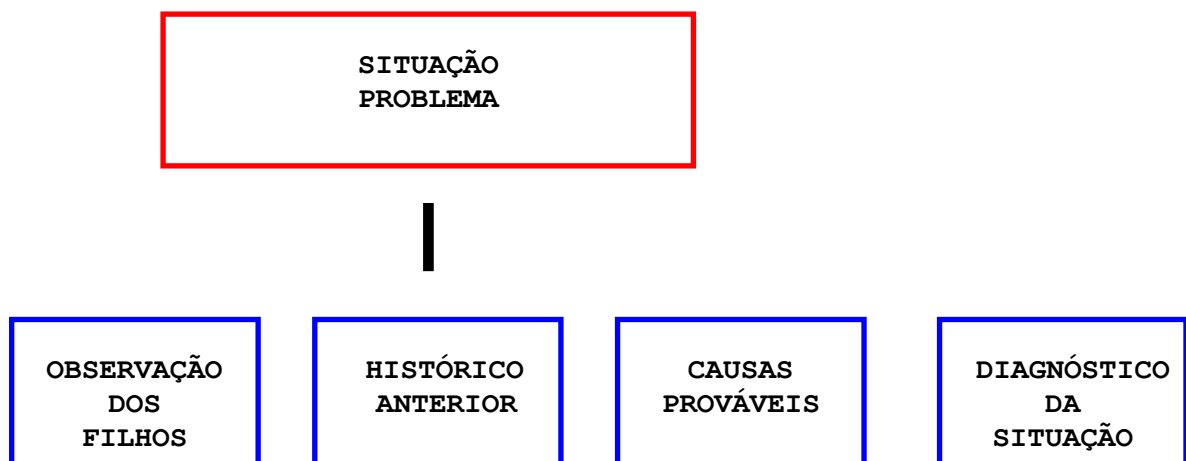 SITUAÇÃO
PROBLEMA
OBSERVAÇÃO
DOS
FILHOS
HISTÓRICO
ANTERIOR
CAUSAS
PROVÁVEIS
DIAGNÓSTICO
DA
SITUAÇÃO